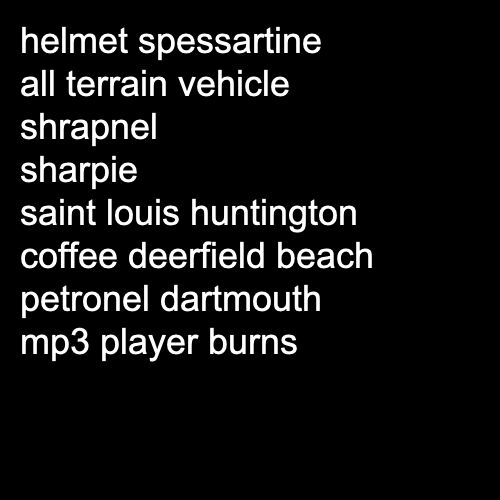 helmet spessartine
all terrain vehicle
shrapnel
sharpie
saint louis huntington
coffee deerfield beach
petronel dartmouth
mp3 player burns